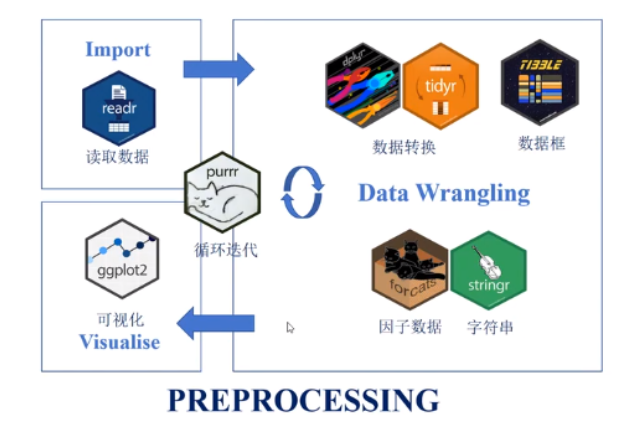 Import
readr
读取数据
dplyr
tidyr
数据转换
TIBBLE
数据框
purrr
循环迭代
Data Wrangling
ggplot2
可视化
Visualise
forcats
因子数据
stringr
字符串
PREPROCESSING